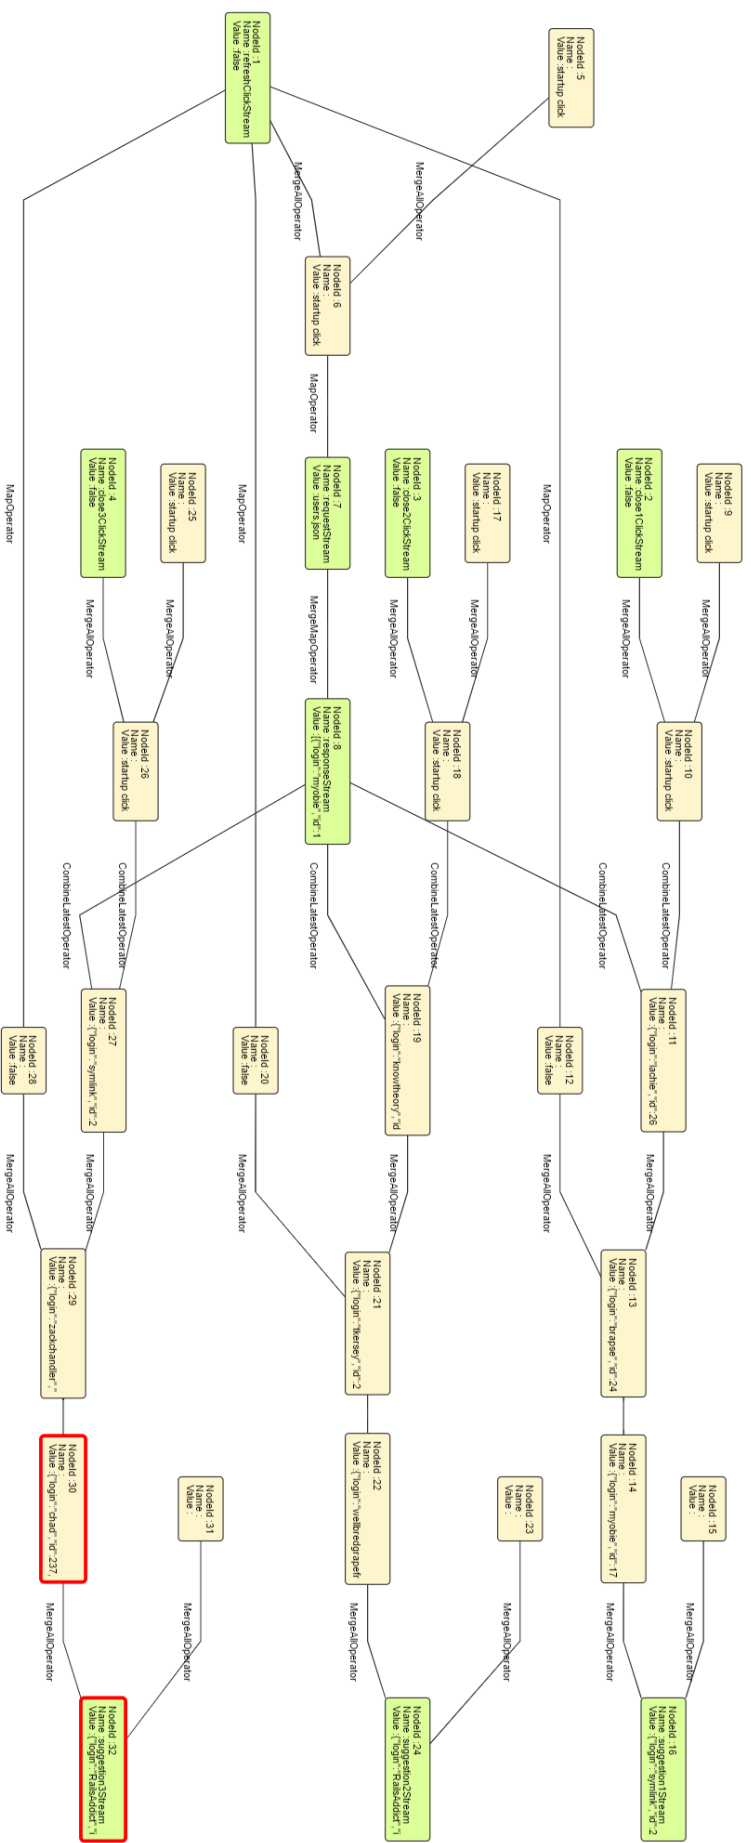 NodeId :1
Name :refreshClickStream
Value :false
NodeId :5
Name :
Value :startup click
MergeAllOperator
MergeAllOperator
NodeId :6
Name :
Value :startup click
MapOperator
MapOperator
MapOperator
MapOperator
NodeId :4
Name :close3ClickStream
Value :false
NodeId :25
Name :
Value :startup click
NodeId :7
Name :requestStream
Value :users.json
NodeId :3
Name :close2ClickStream
Value :false
NodeId :17
Name :
Value :startup click
NodeId :2
Name :close1ClickStream
Value :false
NodeId :9
Name :
Value :startup click
MergeAllOperator
MergeAllOperator
MergeMapOperator
MergeAllOperator
MergeAllOperator
MergeAllOperator
MergeAllOperator
NodeId :26
Name :
Value :startup click
NodeId :8
Name :responseStream
Value :[{"login":"myobie","id":1
NodeId :18
Name :
Value :startup click
NodeId :10
Name :
Value :startup click
CombineLatestOperator
CombineLatestOperator
CombineLatestOperator
CombineLatestOperator
CombineLatestOperator
CombineLatestOperator
NodeId :28
Name :
Value :false
NodeId :27
Name :
Value :{"login":"symlink","id":2
NodeId :20
Name :
Value :false
NodeId :19
Name :
Value :{"login":"knowtheory","id
NodeId :12
Name :
Value :false
NodeId :11
Name :
Value :{"login":"lachie","id":26
MergeAllOperator
MergeAllOperator
MergeAllOperator
MergeAllOperator
MergeAllOperator
MergeAllOperator
NodeId :29
Name :
Value :{"login":"zackchandler","
NodeId :21
Name :
Value :{"login":"tkersey","id":2
NodeId :13
Name :
Value :{"login":"brapse","id":24
NodeId :30
Name :
Value :{"login":"chad","id":237,
NodeId :31
Name :
Value :
NodeId :22
Name :
Value :{"login":"wellbredgrapefr
NodeId :23
Name :
Value :
NodeId :14
Name :
Value :{"login":"myobie","id":17
NodeId :15
Name :
Value :
MergeAllOperator
MergeAllOperator
MergeAllOperator
MergeAllOperator
MergeAllOperator
MergeAllOperator
NodeId :32
Name :suggestion3Stream
Value :{"login":"RailsAddict","i
NodeId :24
Name :suggestion2Stream
Value :{"login":"RailsAddict","i
NodeId :16
Name :suggestion1Stream
Value :{"login":"symlink","id":2